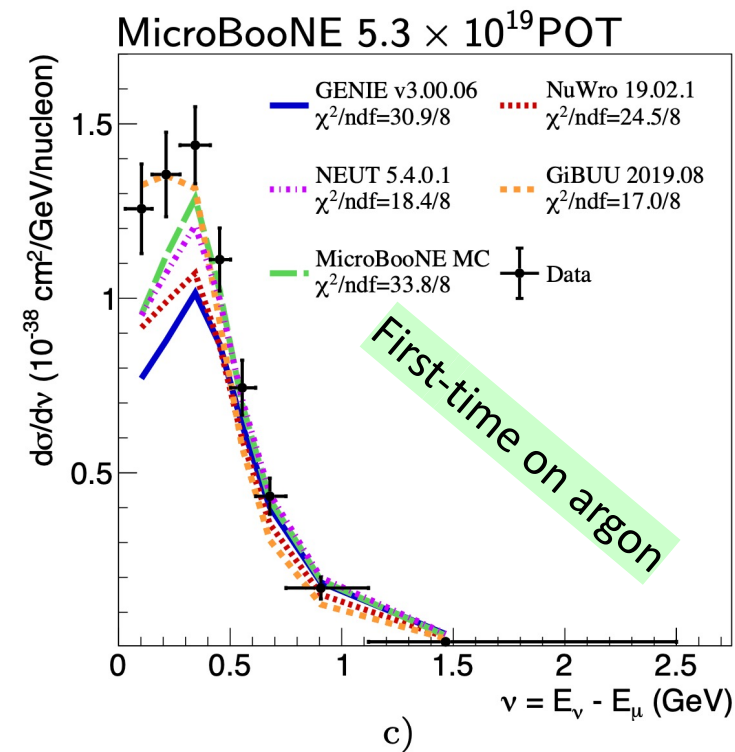 MicroBooNE 5.3 × 10¹⁹POT
GENIE v3.00.06
χ²/ndf=30.9/8
NuWro 19.02.1
χ²/ndf=24.5/8
NEUT 5.4.0.1
χ²/ndf=18.4/8
GiBUU 2019.08
χ²/ndf=17.0/8
MicroBooNE MC
χ²/ndf=33.8/8
Data
First-time on argon
dσ/dν (10⁻³⁸ cm²/GeV/nucleon)
1.5
1
0.5
0 0.5 1 1.5 2 2.5
ν = Eᵥ - Eμ (GeV)
c)